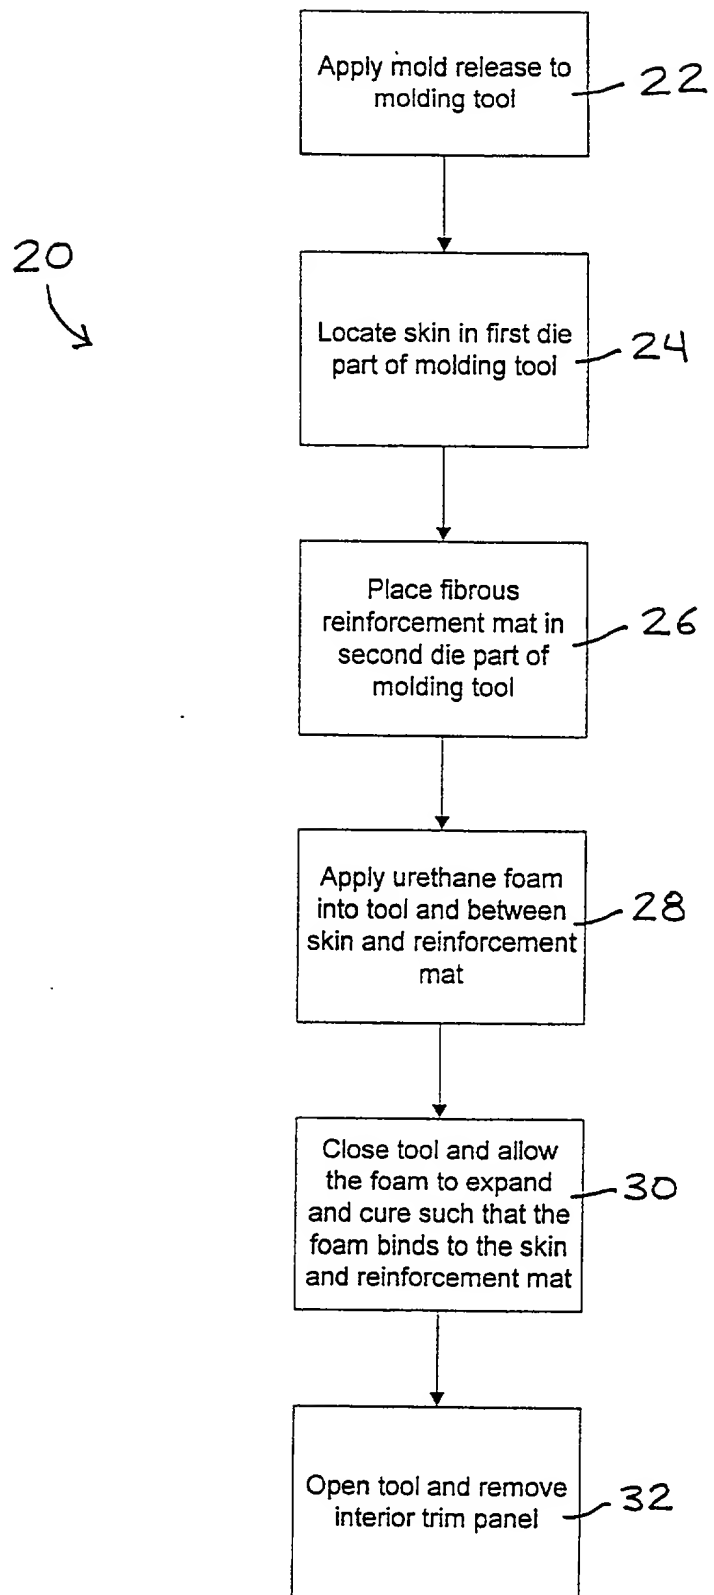 Apply mold release to
molding tool
22
20
Locate skin in first die
part of molding tool
24
Place fibrous
reinforcement mat in
second die part of
molding tool
26
Apply urethane foam
into tool and between
skin and reinforcement
mat
28
Close tool and allow
the foam to expand
and cure such that the
foam binds to the skin
and reinforcement mat
30
Open tool and remove
interior trim panel
32